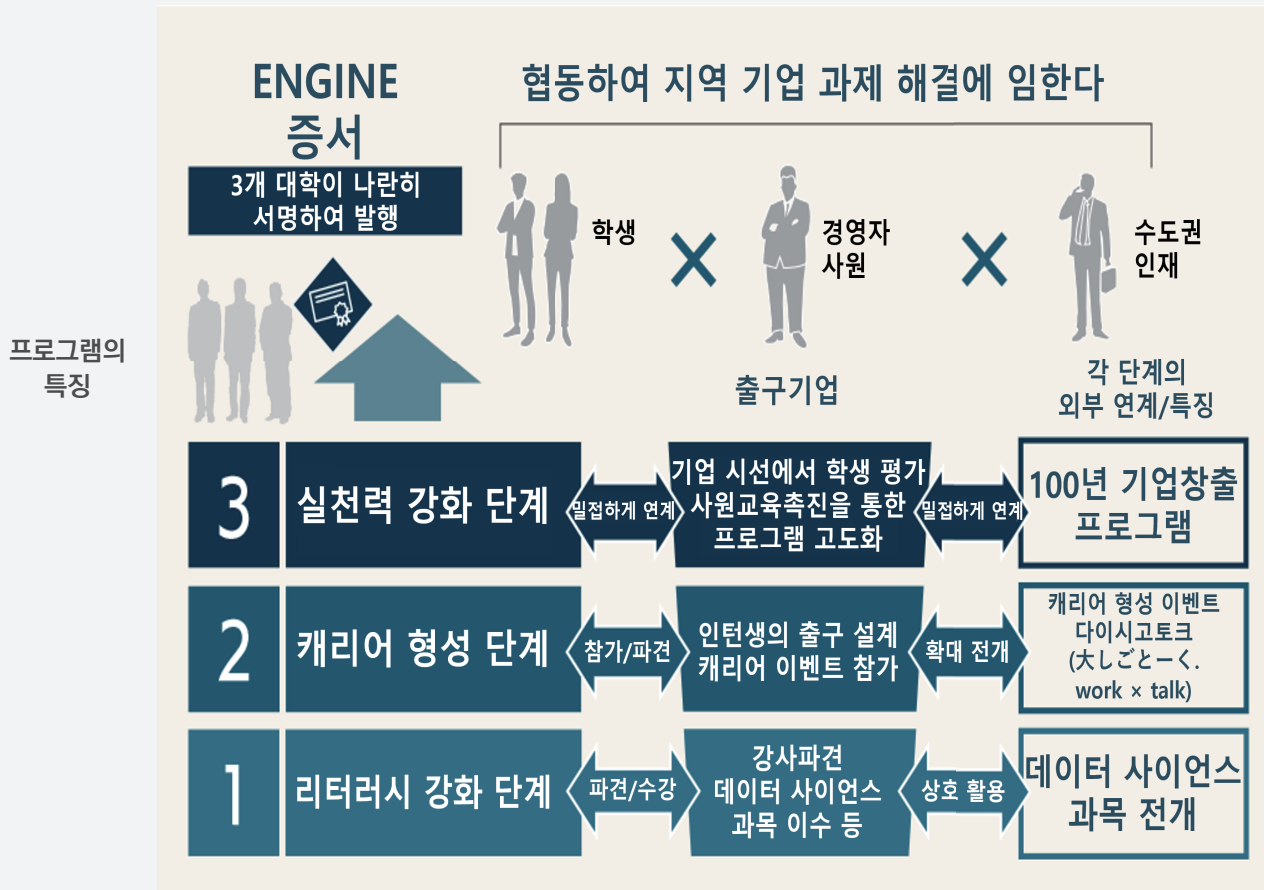 프로그램의
특징
ENGINE
증서
3개 대학이 나란히
서명하여 발행
협동하여 지역 기업 과제 해결에 임한다
학생
경영자
사원
수도권
인재
출구기업
각 단계의
외부 연계/특징
3
실천력 강화 단계
밀접하게 연계
기업 시선에서 학생 평가
사원교육촉진을 통한
프로그램 고도화
밀접하게 연계
100년 기업창출
프로그램
2
캐리어 형성 단계
참가/파견
인턴생의 출구 설계
캐리어 이벤트 참가
확대 전개
캐리어 형성 이벤트
다이시고토크
(大しごとーく.
work × talk)
1
리터러시 강화 단계
파견/수강
강사파견
데이터 사이언스
과목 이수 등
상호 활용
데이터 사이언스
과목 전개